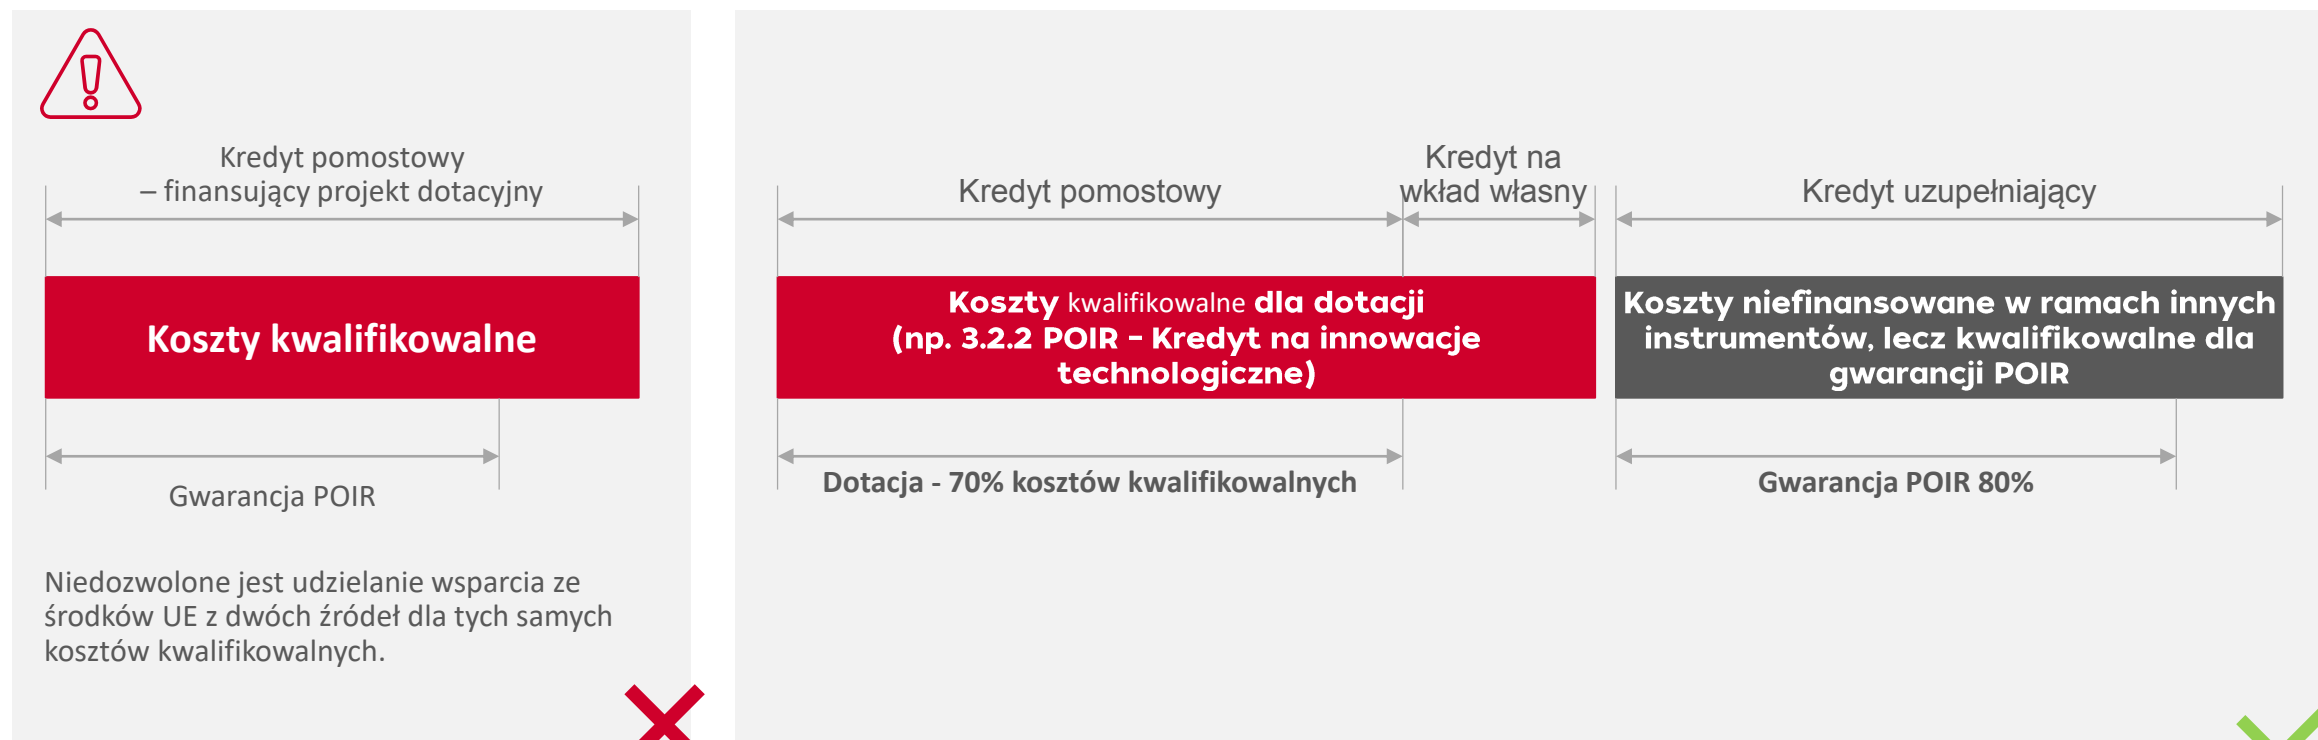 Kredyt pomostowy
– finansujący projekt dotacyjny
Koszty kwalifikowalne
Gwarancja POIR
Niedozwolone jest udzielanie wsparcia ze
środków UE z dwóch źródeł dla tych samych
kosztów kwalifikowalnych.
Kredyt pomostowy
Kredyt na
wkład własny
Kredyt uzupełniający
Koszty kwalifikowalne dla dotacji
(np. 3.2.2 POIR – Kredyt na innowacje
technologiczne)
Koszty niefinansowane w ramach innych
instrumentów, lecz kwalifikowalne dla
gwarancji POIR
Dotacja - 70% kosztów kwalifikowalnych
Gwarancja POIR 80%